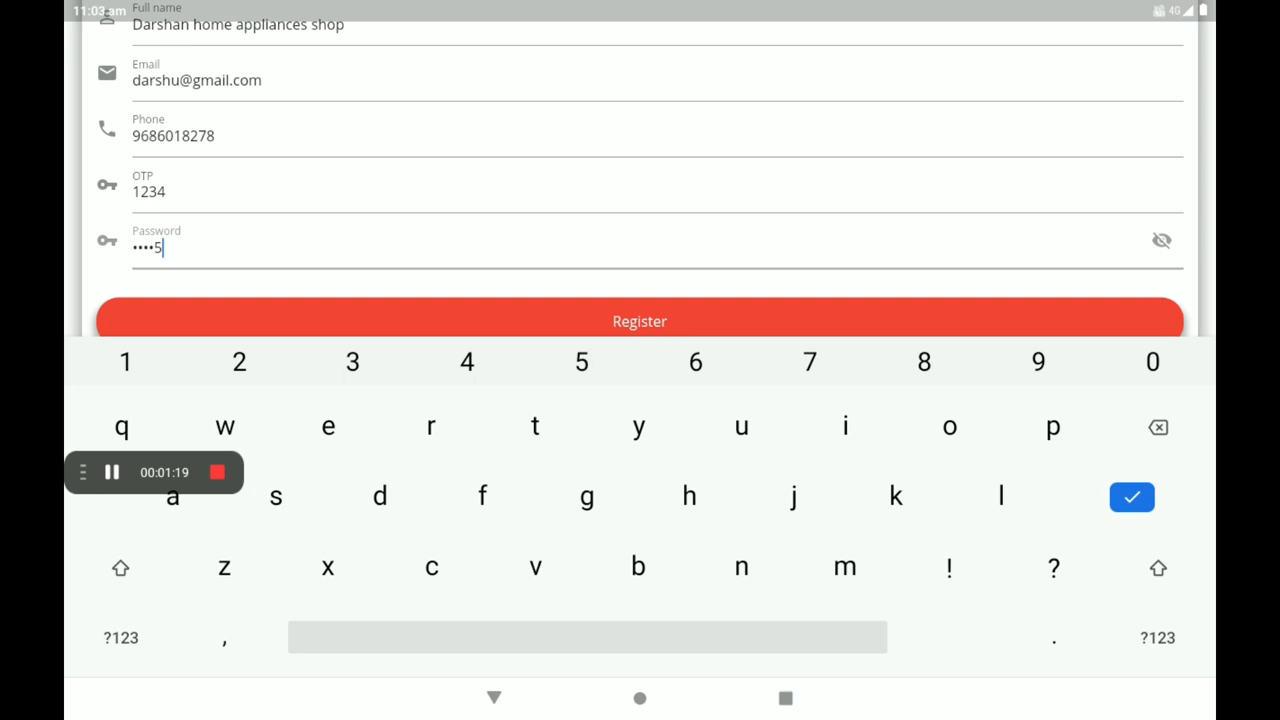 11:03 am
4G
Full name
Darshan home appliances shop
Email
darshu@gmail.com
Phone
9686018278
OTP
1234
Password
••••5
Register
1 2 3 4 5 6 7 8 9 0
q w e r t y u i o p
00:01:19
a s d f g h j k l
z x c v b n m ! ?
?123 , . ?123